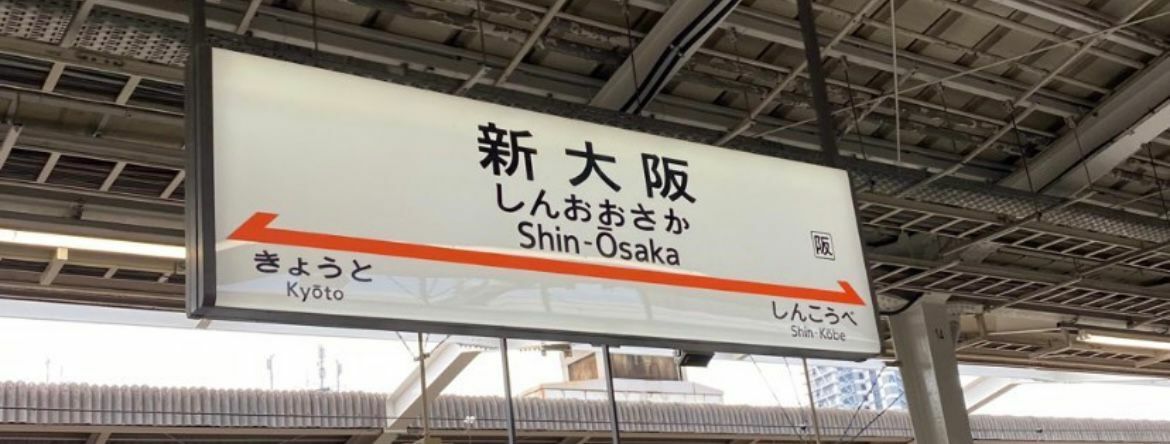 新大阪
しんおおさか
Shin-Ōsaka
阪
きょうと
Kyōto
しんこうべ
Shin-Kōbe